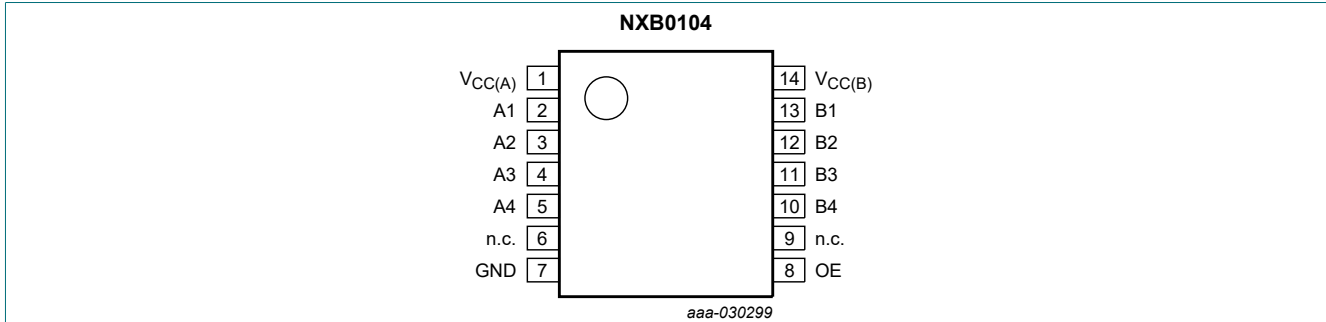 NXB0104
VCC(A) 1 14 VCC(B)
A1 2 13 B1
A2 3 12 B2
A3 4 11 B3
A4 5 10 B4
n.c. 6 9 n.c.
GND 7 8 OE
aaa-030299